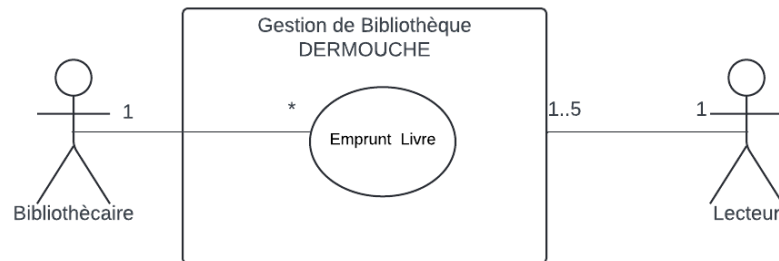 Gestion de Bibliothèque
DERMOUCHE
1
*
Emprunt Livre
1..5
1
Bibliothècaire
Lecteur